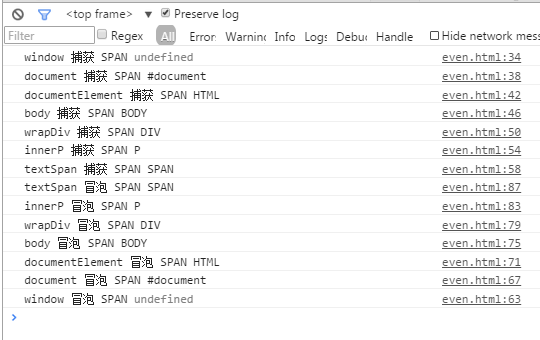 <top frame> ▼ Preserve log
Filter Regex All Errors Warning Info Logs Debug Handle Hide network mess
window 捕获 SPAN undefined even.html:34
document 捕获 SPAN #document even.html:38
documentElement 捕获 SPAN HTML even.html:42
body 捕获 SPAN BODY even.html:46
wrapDiv 捕获 SPAN DIV even.html:50
innerP 捕获 SPAN P even.html:54
textSpan 捕获 SPAN SPAN even.html:58
textSpan 冒泡 SPAN SPAN even.html:87
innerP 冒泡 SPAN P even.html:83
wrapDiv 冒泡 SPAN DIV even.html:79
body 冒泡 SPAN BODY even.html:75
documentElement 冒泡 SPAN HTML even.html:71
document 冒泡 SPAN #document even.html:67
window 冒泡 SPAN undefined even.html:63